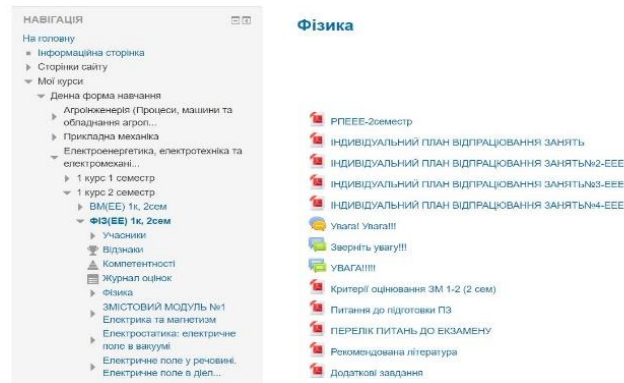 НАВІГАЦІЯ
На головну
Інформаційна сторінка
Сторінки сайту
Мої курси
Денна форма навчання
Агроінженерія (Процеси, машини та
обладнання агроп...
Прикладна механіка
Електроенергетика, електротехніка та
електромехані...
1 курс 1 семестр
1 курс 2 семестр
ВМ(ЕЕ) 1к, 2сем
ФІЗ(ЕЕ) 1к, 2сем
Учасники
Відзнаки
Компетентності
Журнал оцінок
Фізика
ЗМІСТОВИЙ МОДУЛЬ №1
Електрика та магнетизм
Електростатика: електричне
поле в вакуумі
Електричне поле у речовині.
Електричне поле в діел...
Фізика
РПЕЕЕ-2семестр
ІНДИВІДУАЛЬНИЙ ПЛАН ВІДПРАЦЮВАННЯ ЗАНЯТЬ
ІНДИВІДУАЛЬНИЙ ПЛАН ВІДПРАЦЮВАННЯ ЗАНЯТЬ№2-ЕЕЕ
ІНДИВІДУАЛЬНИЙ ПЛАН ВІДПРАЦЮВАННЯ ЗАНЯТЬ№3-ЕЕЕ
ІНДИВІДУАЛЬНИЙ ПЛАН ВІДПРАЦЮВАННЯ ЗАНЯТЬ№4-ЕЕЕ
Увага! Увага!!!
Зверніть увагу!!!
УВАГА!!!!!
Критерії оцінювання ЗМ 1-2 (2 сем)
Питання до підготовки ПЗ
ПЕРЕЛІК ПИТАНЬ ДО ЕКЗАМЕНУ
Рекомендована література
Додаткові завдання